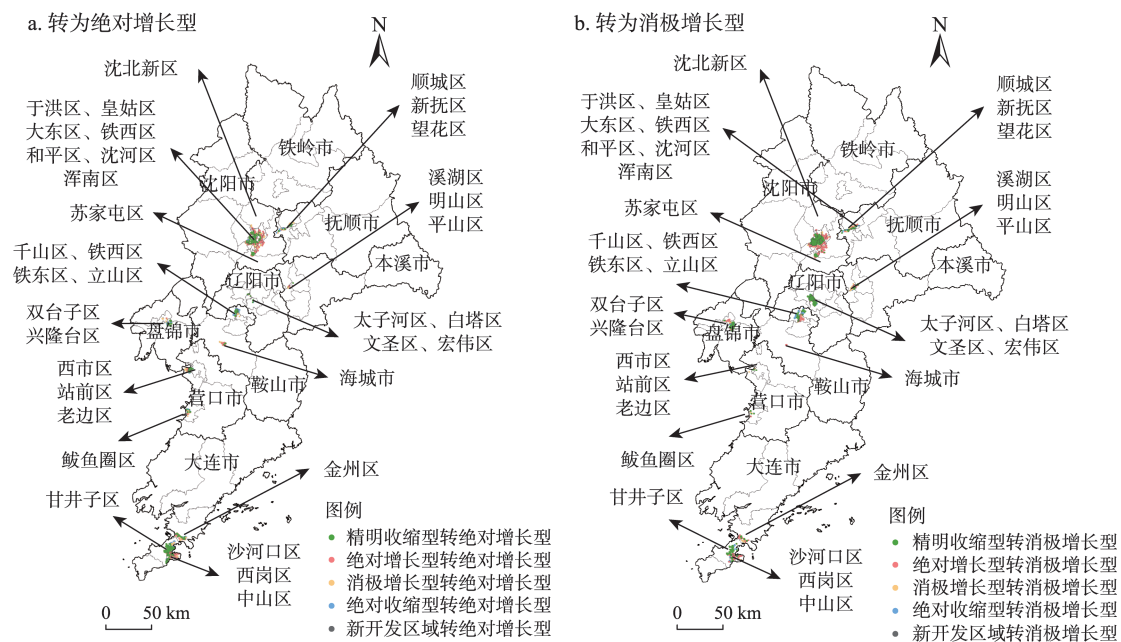 a. 转为绝对增长型
N
沈北新区
于洪区、皇姑区
大东区、铁西区
和平区、沈河区
浑南区
顺城区
新抚区
望花区
铁岭市
沈阳市
溪湖区
明山区
平山区
苏家屯区
抚顺市
千山区、铁西区
铁东区、立山区
本溪市
辽阳市
双台子区
兴隆台区
盘锦市
太子河区、白塔区
文圣区、宏伟区
西市区
站前区
老边区
海城市
鞍山市
营口市
鲅鱼圈区
大连市
金州区
甘井子区
沙河口区
西岗区
中山区
图例
精明收缩型转绝对增长型
绝对增长型转绝对增长型
消极增长型转绝对增长型
绝对收缩型转绝对增长型
新开发区域转绝对增长型
0 50 km
b. 转为消极增长型
N
沈北新区
于洪区、皇姑区
大东区、铁西区
和平区、沈河区
浑南区
顺城区
新抚区
望花区
铁岭市
沈阳市
溪湖区
明山区
平山区
苏家屯区
抚顺市
千山区、铁西区
铁东区、立山区
本溪市
辽阳市
双台子区
兴隆台区
盘锦市
太子河区、白塔区
文圣区、宏伟区
西市区
站前区
老边区
海城市
鞍山市
营口市
鲅鱼圈区
大连市
金州区
甘井子区
沙河口区
西岗区
中山区
图例
精明收缩型转消极增长型
绝对增长型转消极增长型
消极增长型转消极增长型
绝对收缩型转消极增长型
新开发区域转消极增长型
0 50 km